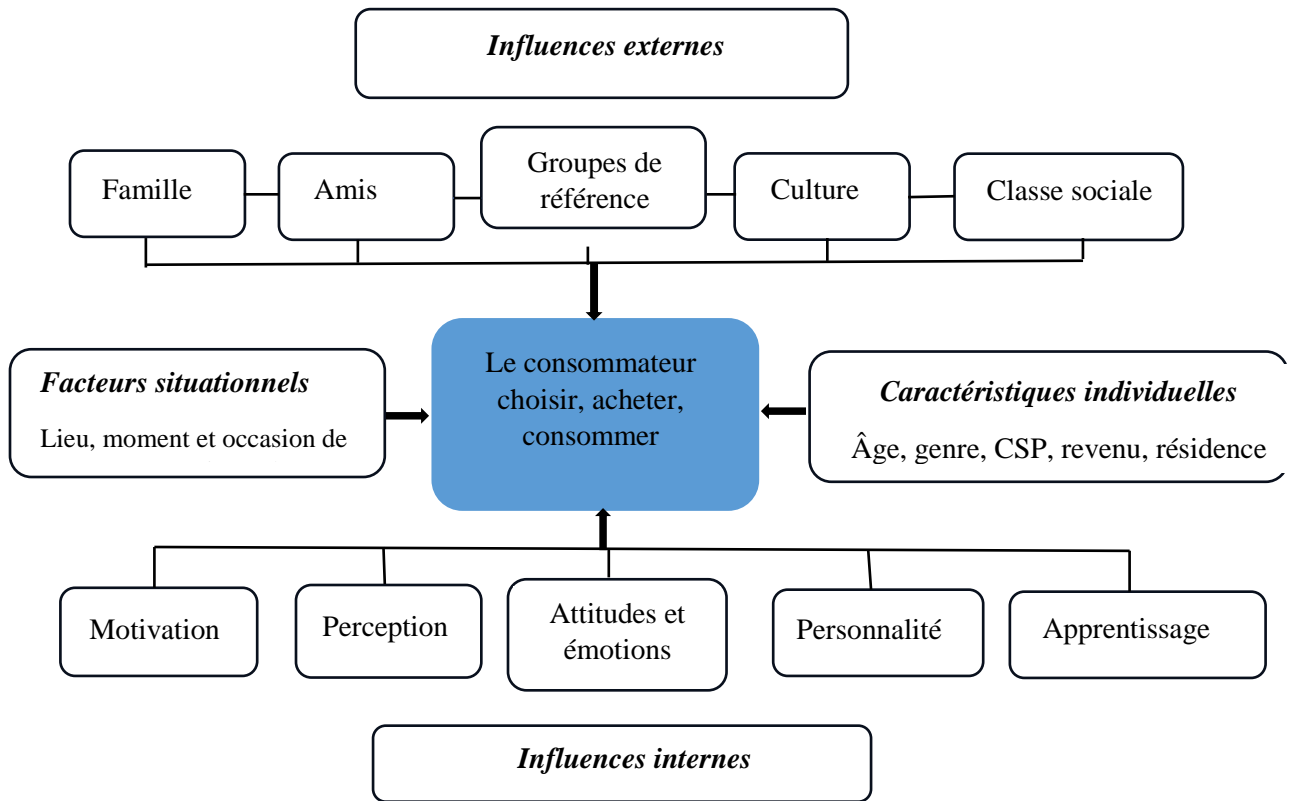 Influences externes
Famille
Amis
Groupes de
référence
Culture
Classe sociale
Facteurs situationnels
Lieu, moment et occasion de
Le consommateur
choisir, acheter,
consommer
Caractéristiques individuelles
Âge, genre, CSP, revenu, résidence
Motivation
Perception
Attitudes et
émotions
Personnalité
Apprentissage
Influences internes